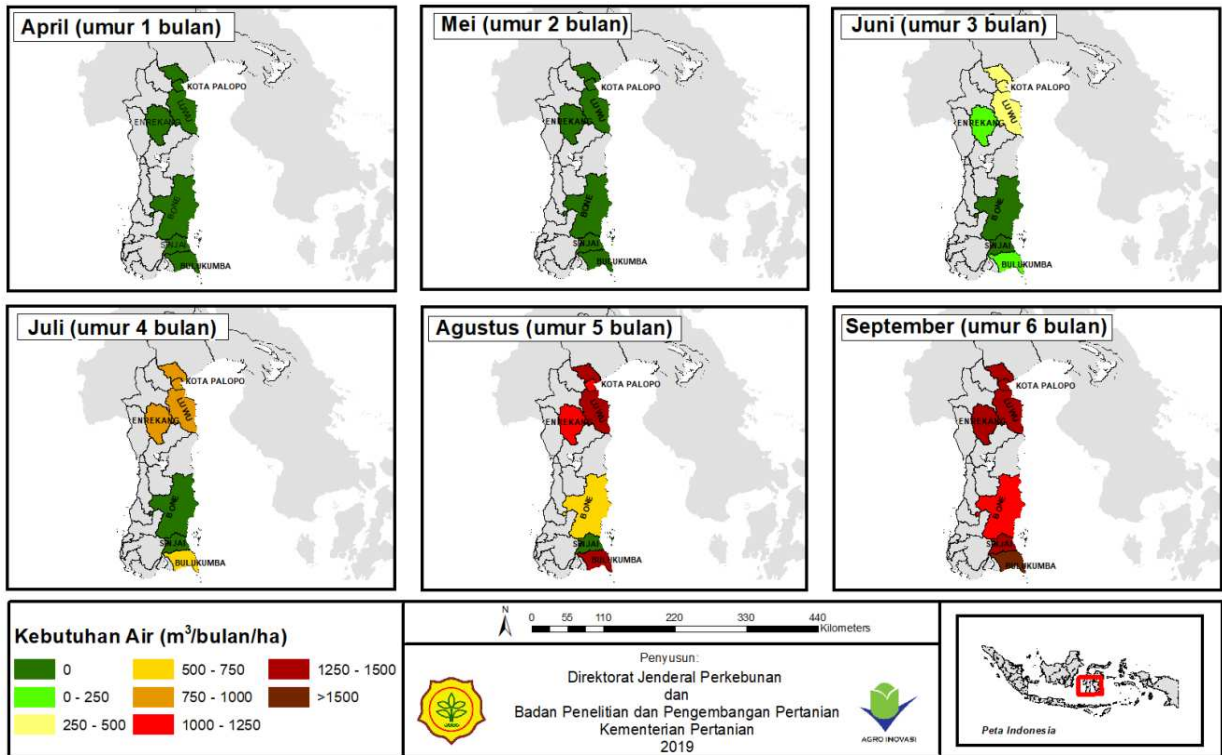 April (umur 1 bulan)
KOTA PALOPO
LUWU
ENREKANG
BONE
SINJAI
BULUKUMBA
Mei (umur 2 bulan)
KOTA PALOPO
LUWU
ENREKANG
BONE
SINJAI
BULUKUMBA
Juni (umur 3 bulan)
KOTA PALOPO
LUWU
ENREKANG
BONE
SINJAI
BULUKUMBA
Juli (umur 4 bulan)
KOTA PALOPO
LUWU
ENREKANG
BONE
SINJAI
BULUKUMBA
Agustus (umur 5 bulan)
KOTA PALOPO
LUWU
ENREKANG
BONE
SINJAI
BULUKUMBA
September (umur 6 bulan)
KOTA PALOPO
LUWU
ENREKANG
BONE
SINJAI
BULUKUMBA
Kebutuhan Air (m³/bulan/ha)
0
500 - 750
1250 - 1500
0 - 250
750 - 1000
>1500
250 - 500
1000 - 1250
N
0 55 110 220 330 440
Kilometers
Penyusun:
Direktorat Jenderal Perkebunan
dan
Badan Penelitian dan Pengembangan Pertanian
Kementerian Pertanian
2019
AGRO INOVASI
Peta Indonesia